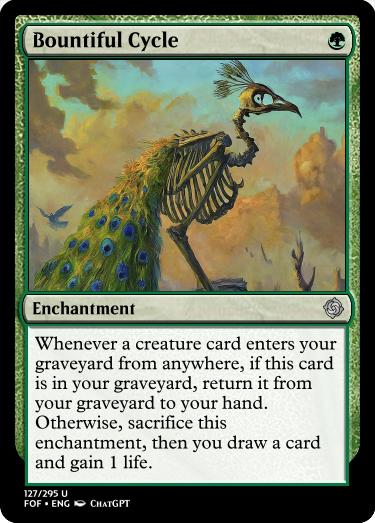 Bountiful Cycle
Enchantment
Whenever a creature card enters your
graveyard from anywhere, if this card
is in your graveyard, return it from
your graveyard to your hand.
Otherwise, sacrifice this
enchantment, then you draw a card
and gain 1 life.
127/295 U
FOF • ENG ChatGPT